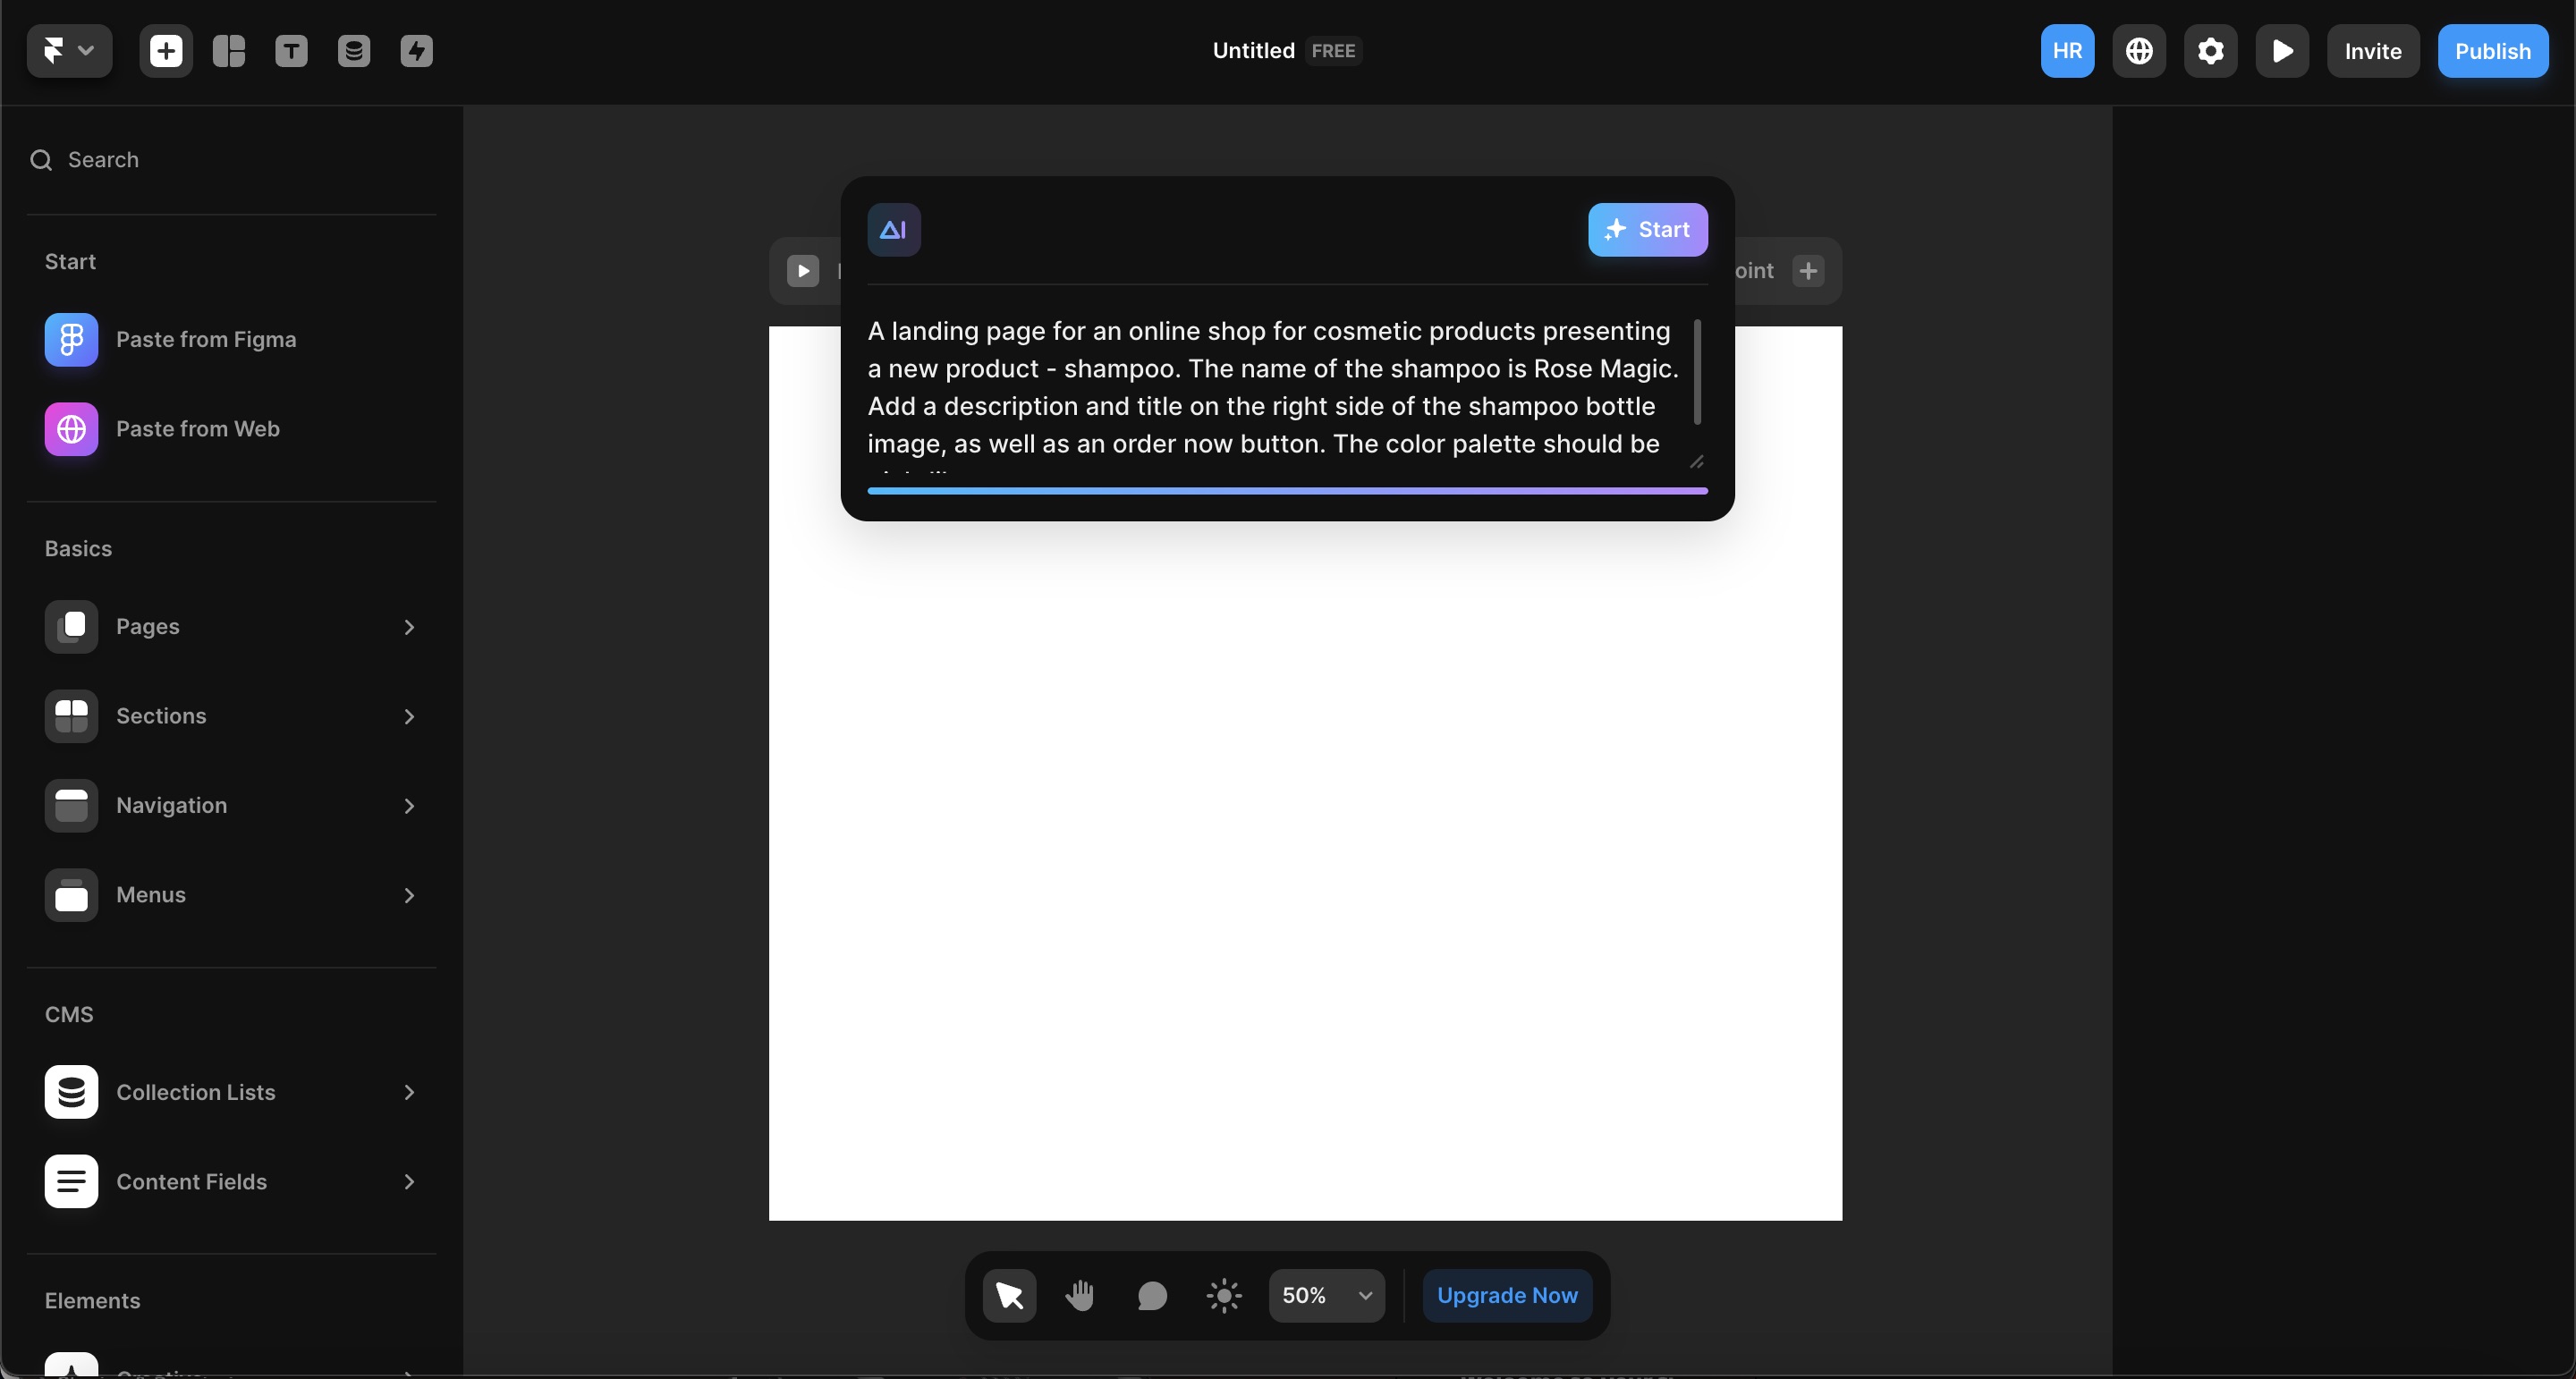 Untitled FREE
HR
Invite
Publish
Search
Start
Paste from Figma
Paste from Web
Basics
Pages
Sections
Navigation
Menus
CMS
Collection Lists
Content Fields
Elements
AI
Start
oint
A landing page for an online shop for cosmetic products presenting
a new product - shampoo. The name of the shampoo is Rose Magic.
Add a description and title on the right side of the shampoo bottle
image, as well as an order now button. The color palette should be
50%
Upgrade Now